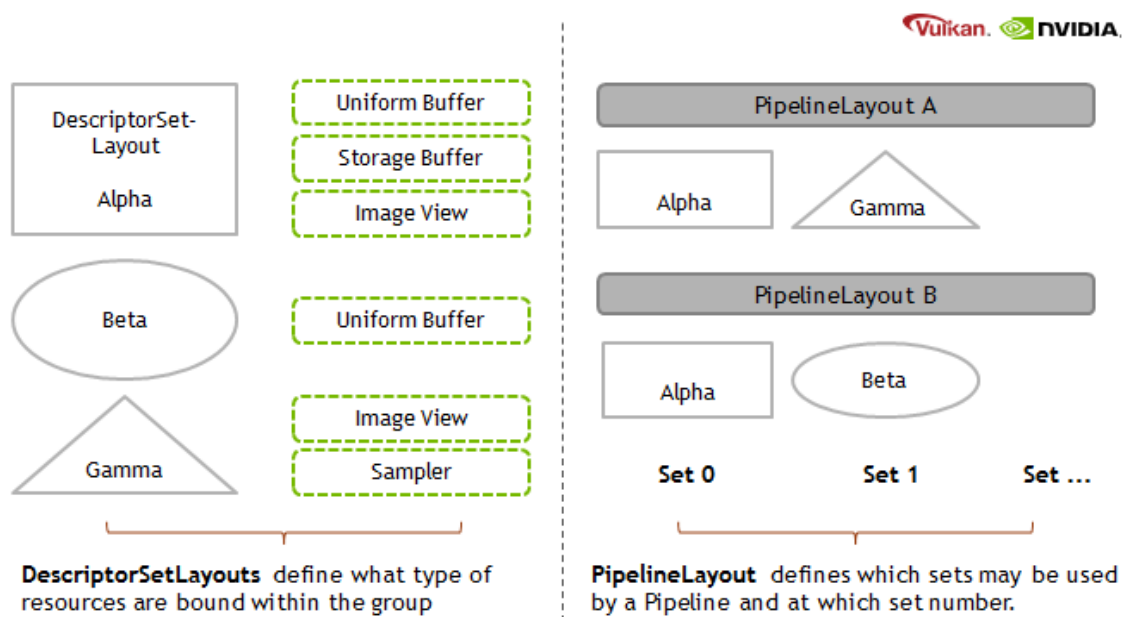 Vulkan. NVIDIA.
DescriptorSet-
Layout
Alpha
Uniform Buffer
Storage Buffer
Image View
Beta
Uniform Buffer
Gamma
Image View
Sampler
DescriptorSetLayouts define what type of
resources are bound within the group
PipelineLayout A
Alpha
Gamma
PipelineLayout B
Alpha
Beta
Set 0 Set 1 Set ...
PipelineLayout defines which sets may be used
by a Pipeline and at which set number.